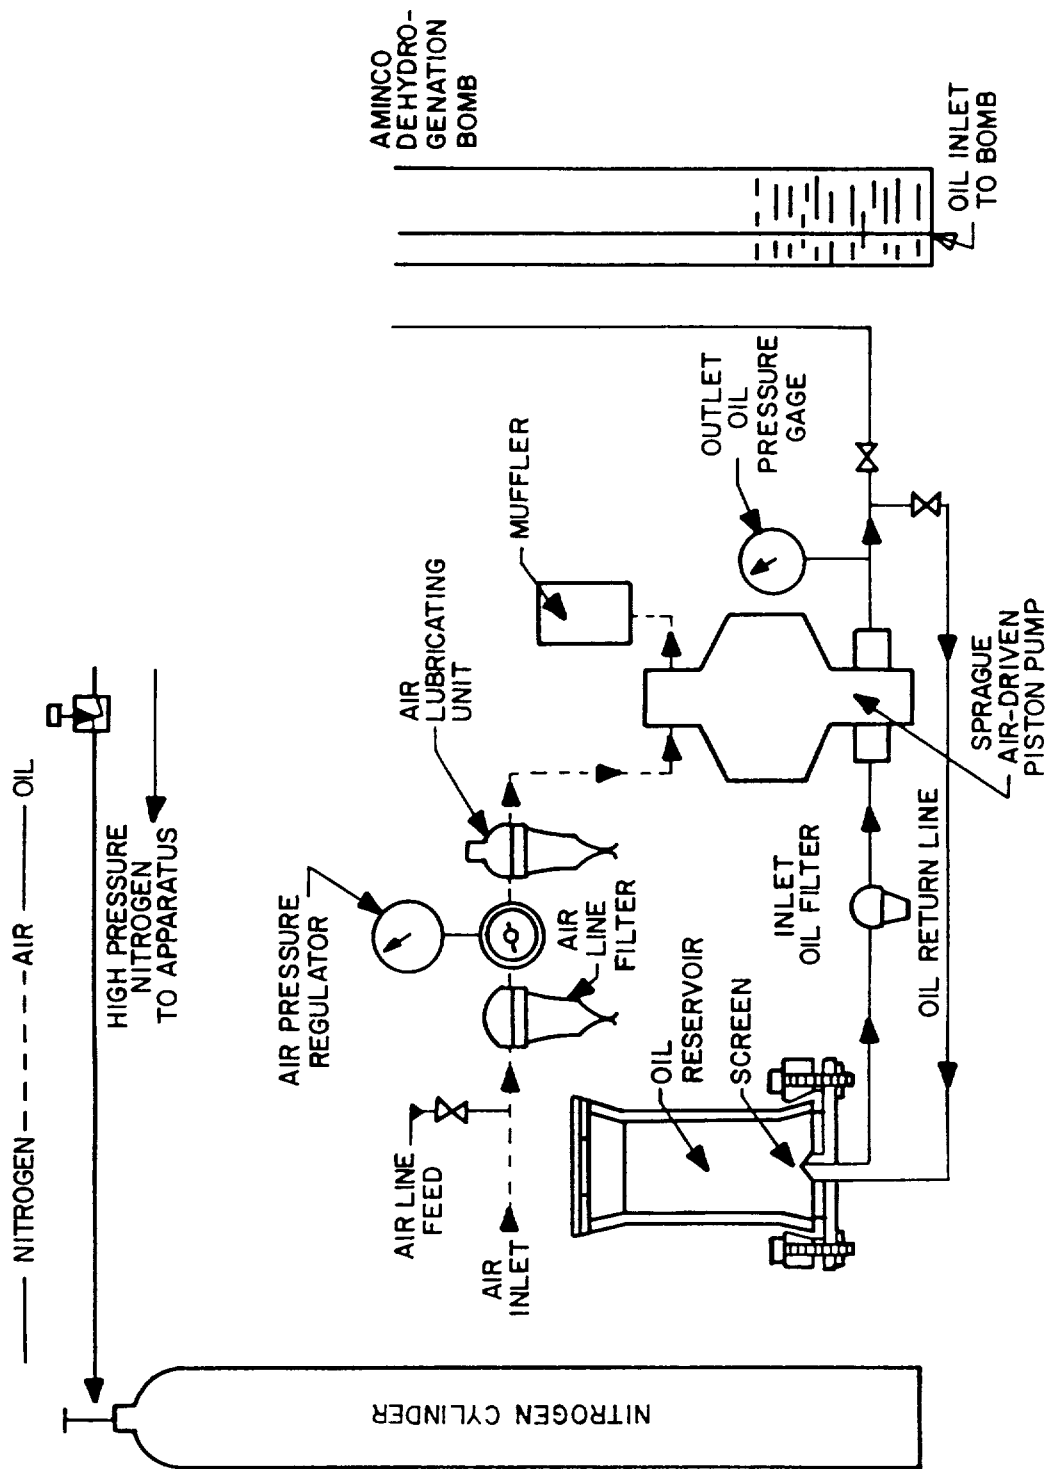 NITROGEN
AIR
OIL
HIGH PRESSURE
NITROGEN
TO APPARATUS
AMINCO
DEHYDRO-
GENATION
BOMB
AIR PRESSURE
REGULATOR
AIR
LUBRICATING
UNIT
MUFFLER
AIR LINE
FEED
AIR
INLET
AIR
LINE
FILTER
OUTLET
OIL
PRESSURE
GAGE
OIL INLET
TO BOMB
OIL
RESERVOIR
SCREEN
INLET
OIL FILTER
OIL RETURN LINE
SPRAGUE
AIR-DRIVEN
PISTON PUMP
NITROGEN CYLINDER